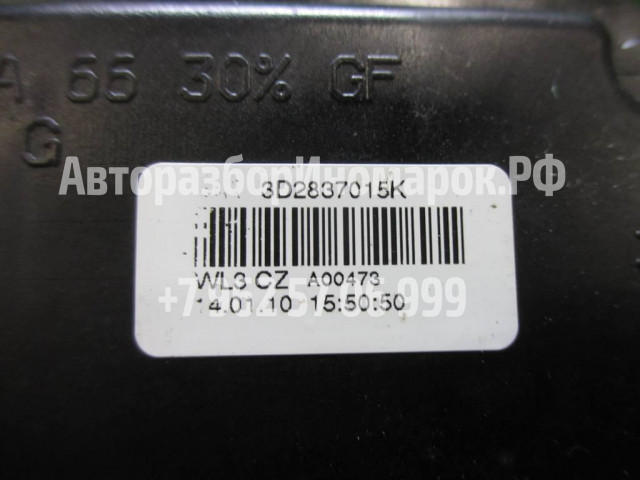 A 66 30% GF
G
АвторазборИномарок.РФ
3D2837015K
WL3 CZ A00473
14.01.10 15:50:50